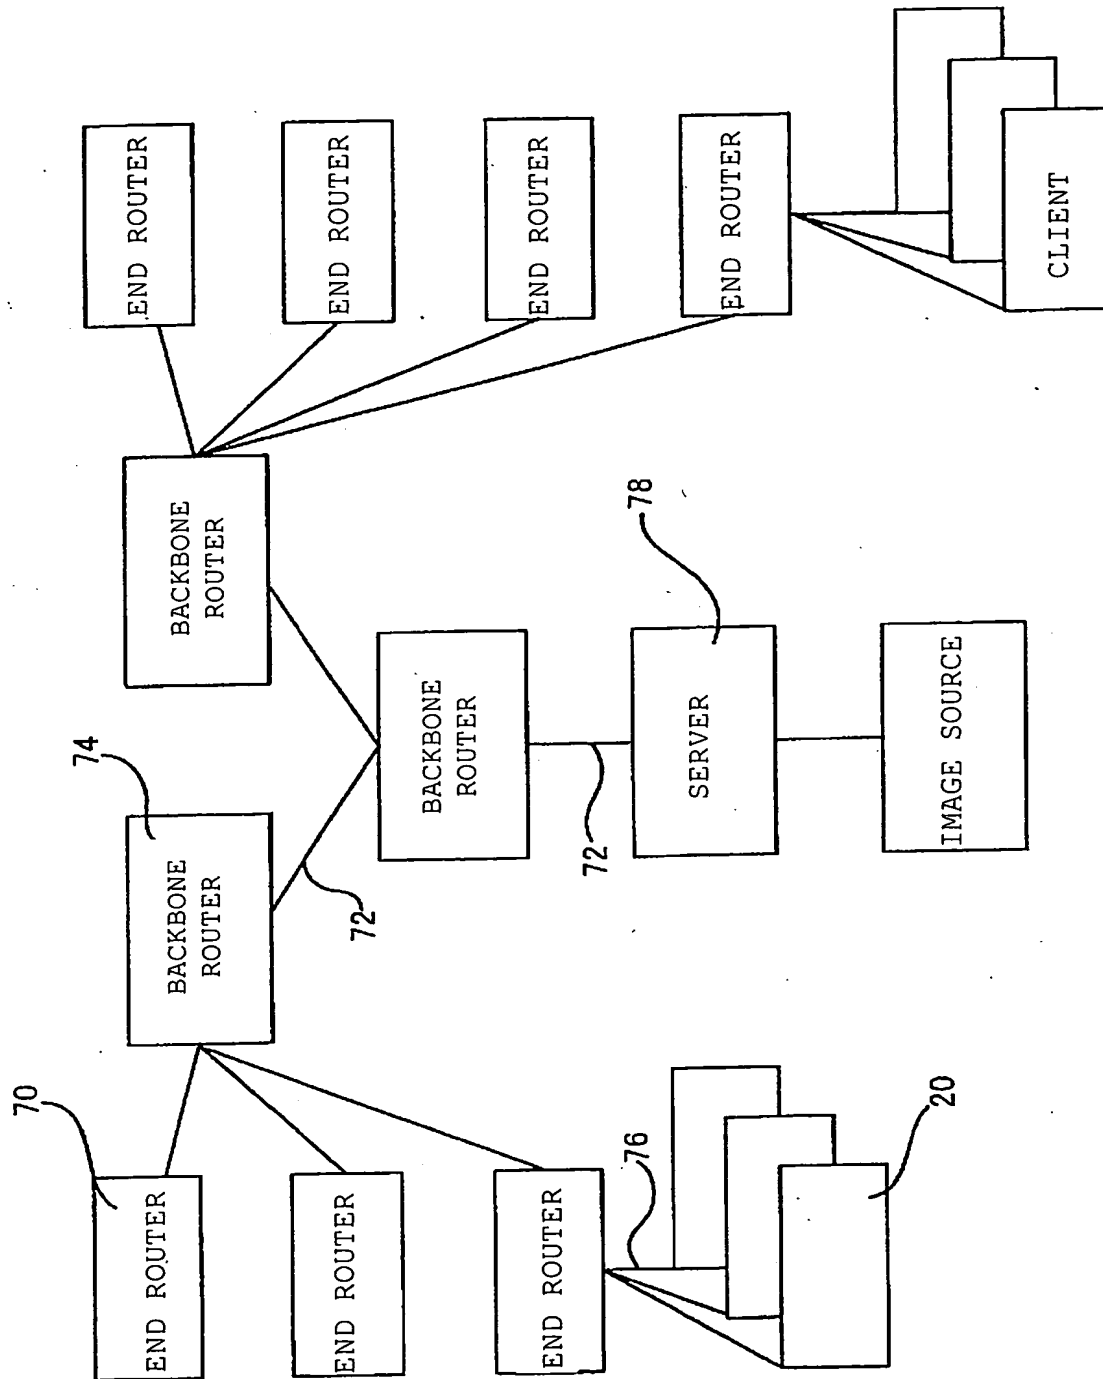 END ROUTER
END ROUTER
END ROUTER
END ROUTER
CLIENT
BACKBONE
ROUTER
78
74
BACKBONE
ROUTER
BACKBONE
ROUTER
SERVER
IMAGE SOURCE
72
72
70
END ROUTER
END ROUTER
END ROUTER
76
20